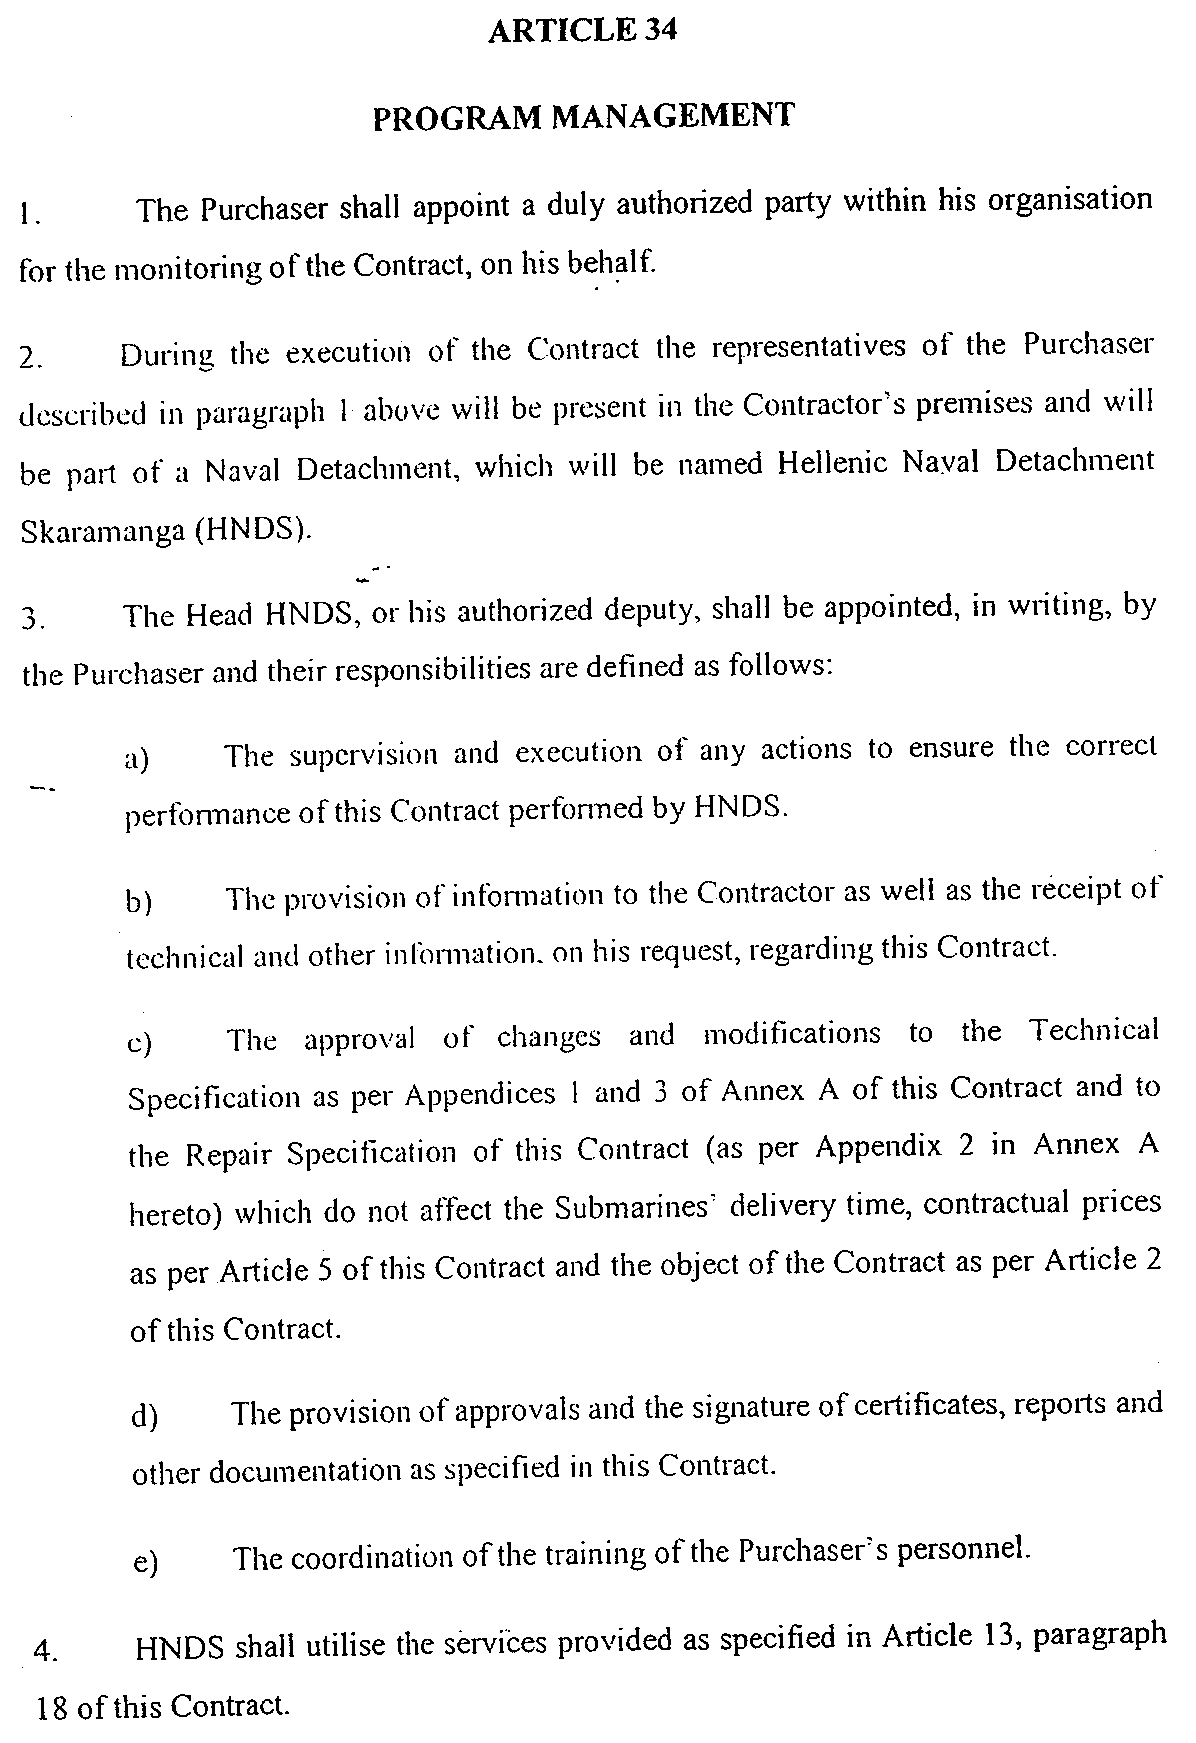 ARTICLE 34
PROGRAM MANAGEMENT
1. The Purchaser shall appoint a duly authorized party within his organisation
for the monitoring of the Contract, on his behalf.
2. During the execution of the Contract the representatives of the Purchaser
described in paragraph 1 above will be present in the Contractor's premises and will
be part of a Naval Detachment, which will be named Hellenic Naval Detachment
Skaramanga (HNDS).
3. The Head HNDS, or his authorized deputy, shall be appointed, in writing, by
the Purchaser and their responsibilities are defined as follows:
a) The supervision and execution of any actions to ensure the correct
performance of this Contract performed by HNDS.
b) The provision of information to the Contractor as well as the receipt of
technical and other information. on his request, regarding this Contract.
c) The approval of changes and modifications to the Technical
Specification as per Appendices 1 and 3 of Annex A of this Contract and to
the Repair Specification of this Contract (as per Appendix 2 in Annex A
hereto) which do not affect the Submarines' delivery time, contractual prices
as per Article 5 of this Contract and the object of the Contract as per Article 2
of this Contract.
d) The provision of approvals and the signature of certificates, reports and
other documentation as specified in this Contract.
e) The coordination of the training of the Purchaser's personnel.
4. HNDS shall utilise the services provided as specified in Article 13, paragraph
18 of this Contract.